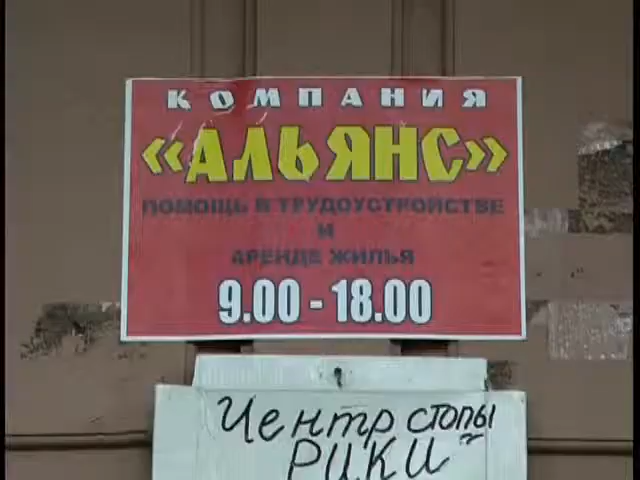 КОМПАНИЯ
«АЛЬЯНС»
ПОМОЩЬ В ТРУДОУСТРОЙСТВЕ
И
АРЕНДЕ ЖИЛЬЯ
9.00 - 18.00
Центр стопы
РИКИ